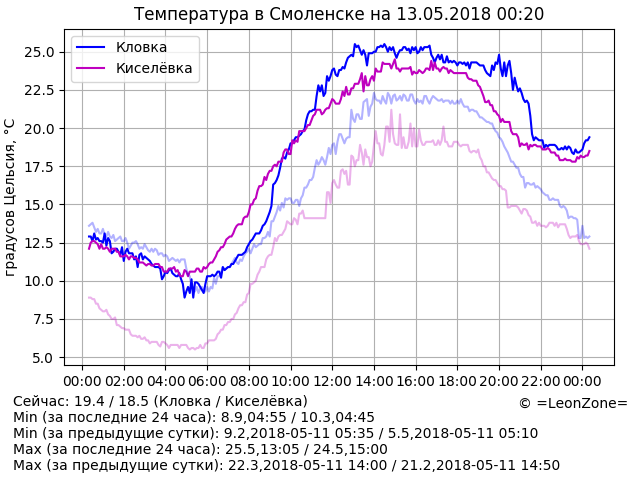 Температура в Смоленске на 13.05.2018 00:20
Кловка
Киселёвка
градусов Цельсия, °C
25.0
22.5
20.0
17.5
15.0
12.5
10.0
7.5
5.0
00:00 02:00 04:00 06:00 08:00 10:00 12:00 14:00 16:00 18:00 20:00 22:00 00:00
Сейчас: 19.4 / 18.5 (Кловка / Киселёвка)
© =LeonZone=
Min (за последние 24 часа): 8.9,04:55 / 10.3,04:45
Min (за предыдущие сутки): 9.2,2018-05-11 05:35 / 5.5,2018-05-11 05:10
Max (за последние 24 часа): 25.5,13:05 / 24.5,15:00
Max (за предыдущие сутки): 22.3,2018-05-11 14:00 / 21.2,2018-05-11 14:50